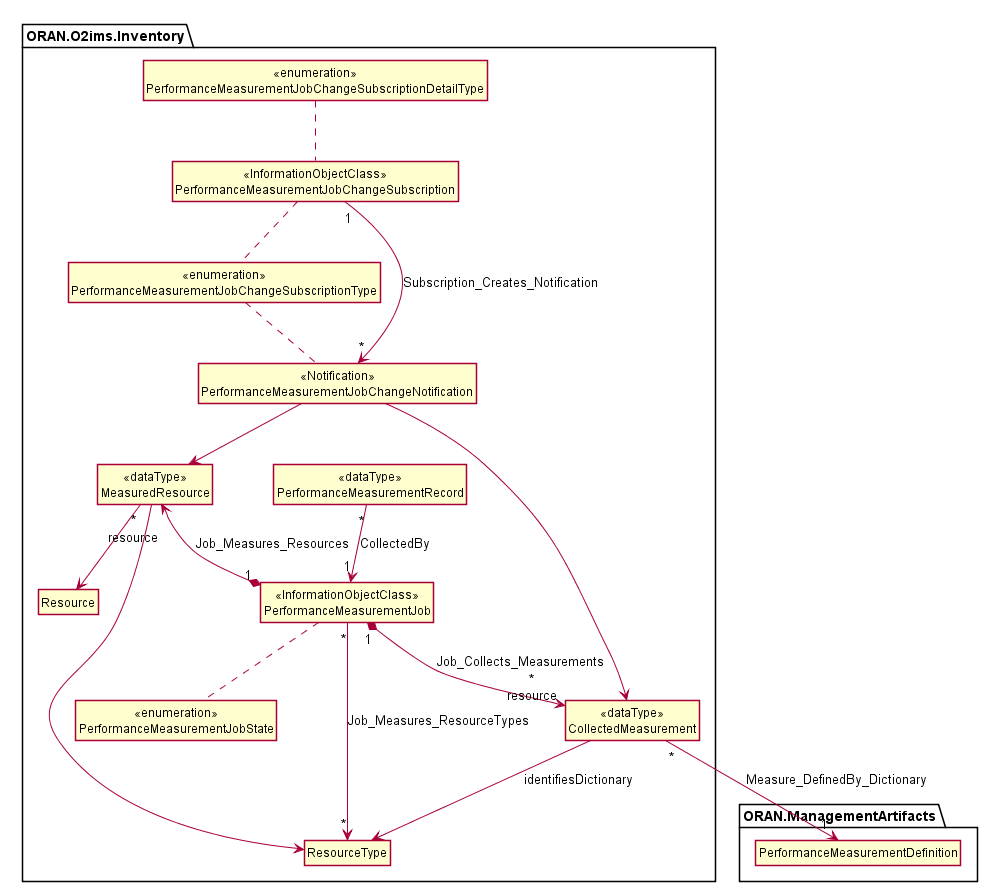 ORAN.O2ims.Inventory
«enumeration»
PerformanceMeasurementJobChangeSubscriptionDetailType
«InformationObjectClass»
PerformanceMeasurementJobChangeSubscription
1
«enumeration»
PerformanceMeasurementJobChangeSubscriptionType
Subscription_Creates_Notification
*
«Notification»
PerformanceMeasurementJobChangeNotification
«dataType»
MeasuredResource
«dataType»
PerformanceMeasurementRecord
*
resource
*
Job_Measures_Resources
CollectedBy
1
1
Resource
«InformationObjectClass»
PerformanceMeasurementJob
*
1
Job_Collects_Measurements
*
resource
«enumeration»
PerformanceMeasurementJobState
Job_Measures_ResourceTypes
«dataType»
CollectedMeasurement
*
identifiesDictionary
Measure_DefinedBy_Dictionary
ORAN.ManagementArtifacts
*
1
ResourceType
PerformanceMeasurementDefinition